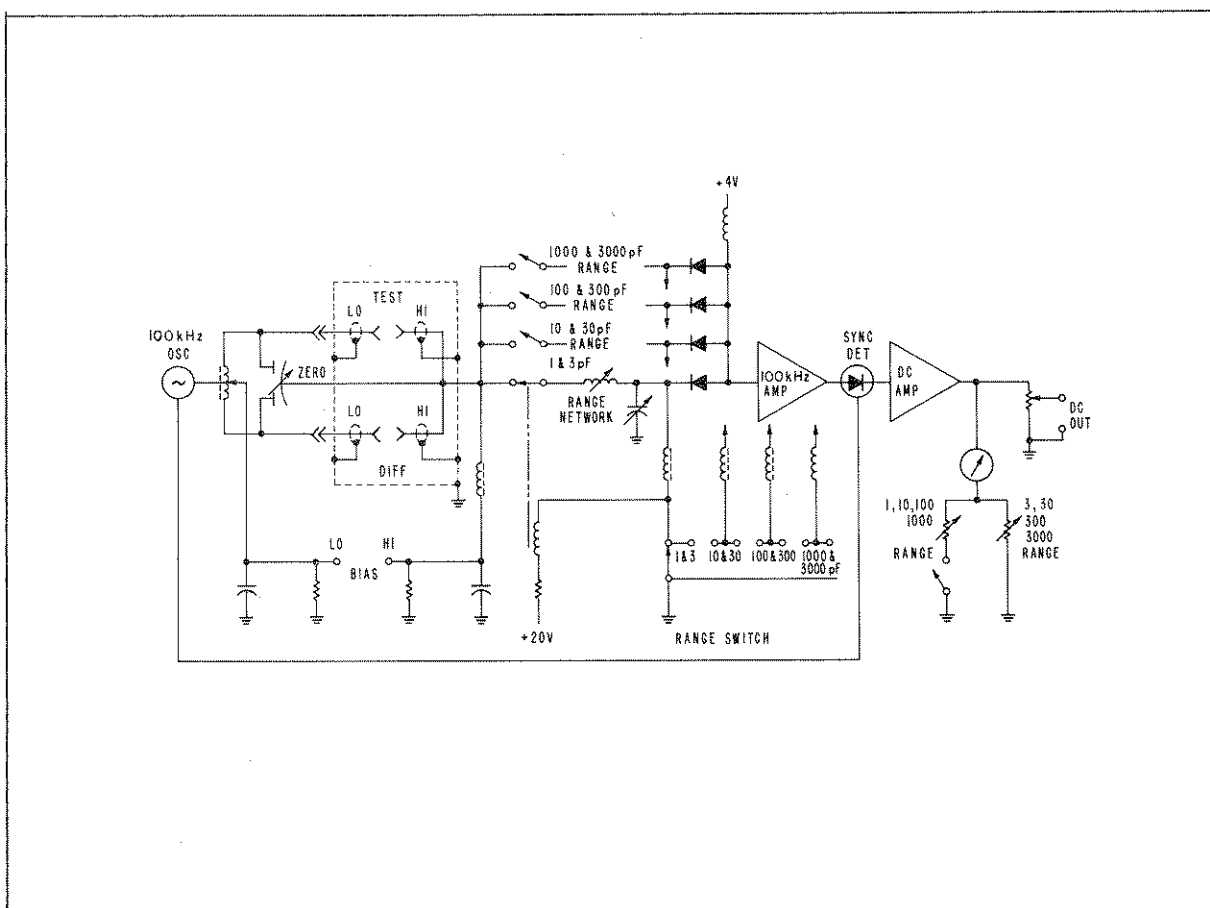 +4V
1000 & 3000pF
RANGE
100 & 300pF
RANGE
10 & 30pF
RANGE
1 & 3pF
TEST
LO
HI
100kHz
OSC
ZERO
LO
HI
DIFF
RANGE
NETWORK
100kHz
AMP
SYNC
DET
DC
AMP
DC
OUT
1,10,100
1000
RANGE
3,30
300
3000
RANGE
LO
HI
BIAS
1&3
10&30
100&300
1000&
3000pF
+20V
RANGE SWITCH